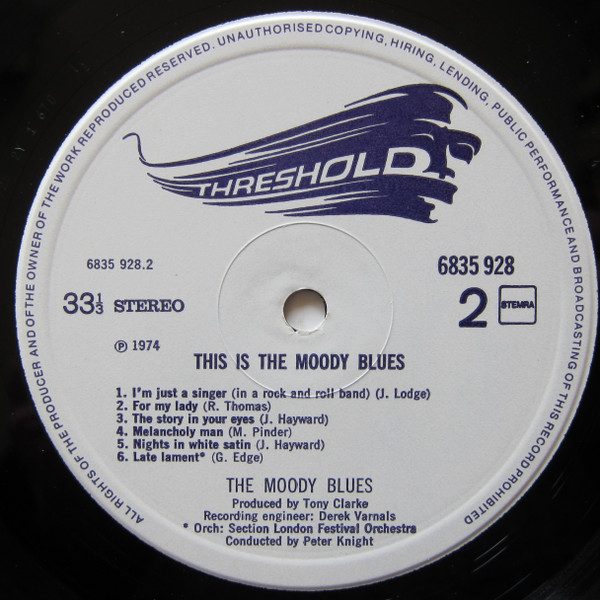 ALL RIGHTS OF THE PRODUCER AND OF THE OWNER OF THE WORK REPRODUCED RESERVED. UNAUTHORISED COPYING, HIRING, LENDING, PUBLIC PERFORMANCE AND BROADCASTING OF THIS RECORD PROHIBITED
THRESHOLD
6835 928.2
6835 928
33⅓ STEREO
2 STEMRA
℗ 1974
THIS IS THE MOODY BLUES
1. I'm just a singer (in a rock and roll band) (J. Lodge)
2. For my lady (R. Thomas)
3. The story in your eyes (J. Hayward)
4. Melancholy man (M. Pinder)
5. Nights in white satin (J. Hayward)
6. Late lament* (G. Edge)
THE MOODY BLUES
Produced by Tony Clarke
Recording engineer: Derek Varnals
* Orch: Section London Festival Orchestra
Conducted by Peter Knight